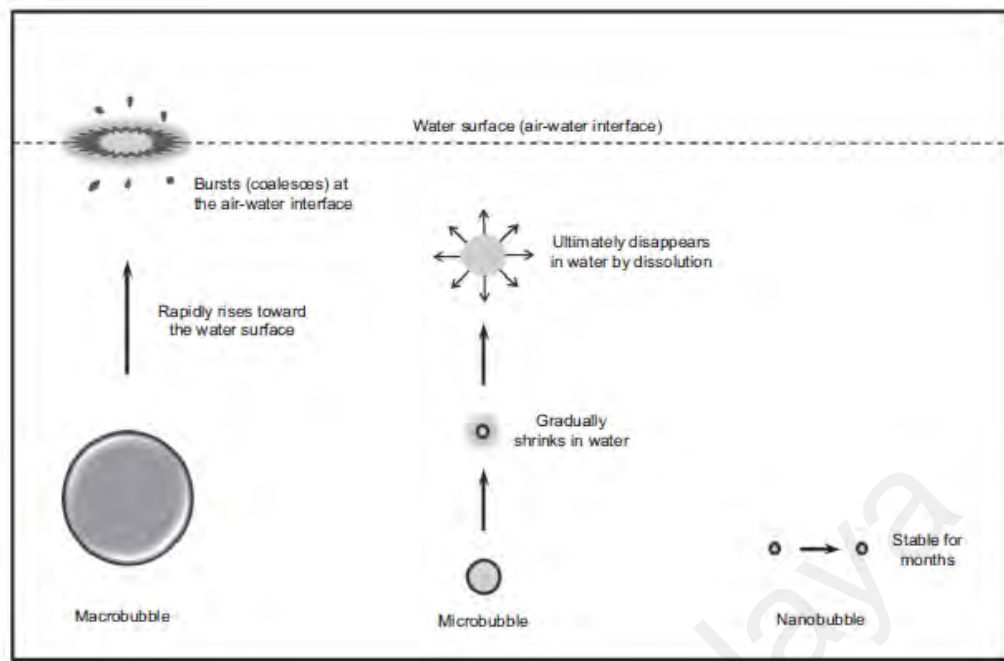 Water surface (air-water interface)
Bursts (coalesces) at
the air-water interface
Ultimately disappears
in water by dissolution
Rapidly rises toward
the water surface
Gradually
shrinks in water
Stable for
months
Macrobubble
Microbubble
Nanobubble